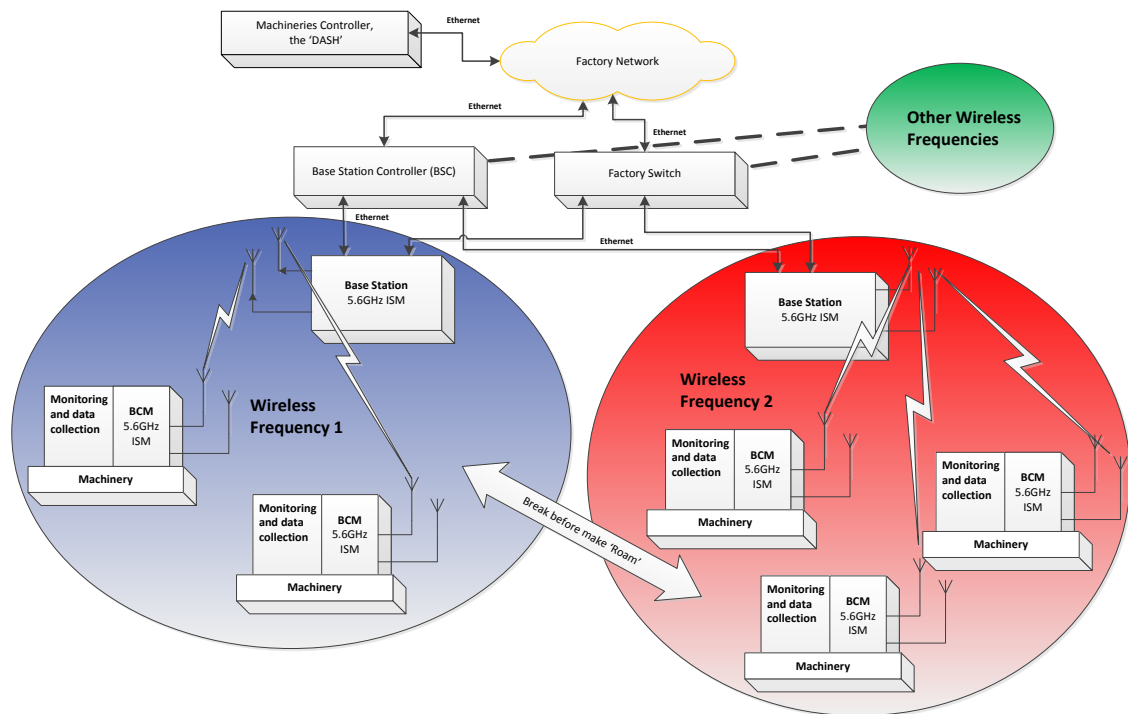 Machineries Controller,
the ‘DASH’
Ethernet
Factory Network
Ethernet
Ethernet
Other Wireless
Frequencies
Base Station Controller (BSC)
Factory Switch
Ethernet
Ethernet
Base Station
5.6GHz ISM
Base Station
5.6GHz ISM
Wireless
Frequency 1
Wireless
Frequency 2
Monitoring
and data
collection
BCM
5.6GHz
ISM
Machinery
Monitoring
and data
collection
BCM
5.6GHz
ISM
Machinery
Break before make ‘Roam’
Monitoring
and data
collection
BCM
5.6GHz
ISM
Machinery
Monitoring
and data
collection
BCM
5.6GHz
ISM
Machinery
Monitoring
and data
collection
BCM
5.6GHz
ISM
Machinery